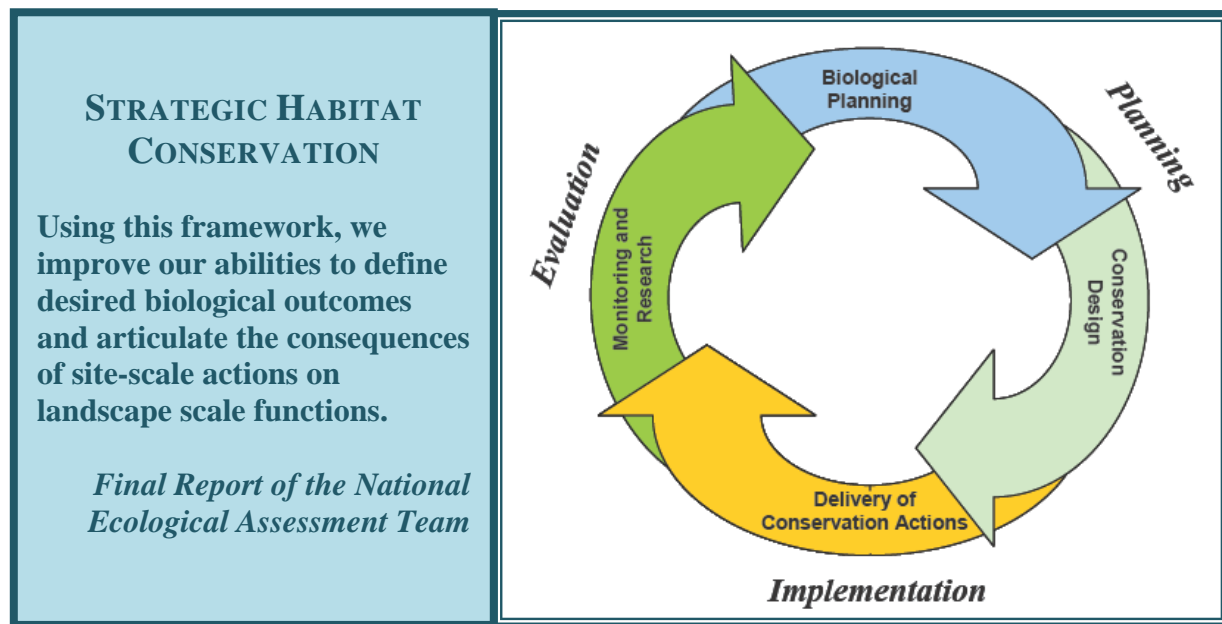 STRATEGIC HABITAT
CONSERVATION
Using this framework, we
improve our abilities to define
desired biological outcomes
and articulate the consequences
of site-scale actions on
landscape scale functions.
Final Report of the National
Ecological Assessment Team
Biological
Planning
Planning
Conservation
Design
Delivery of
Conservation Actions
Implementation
Monitoring and
Research
Evaluation